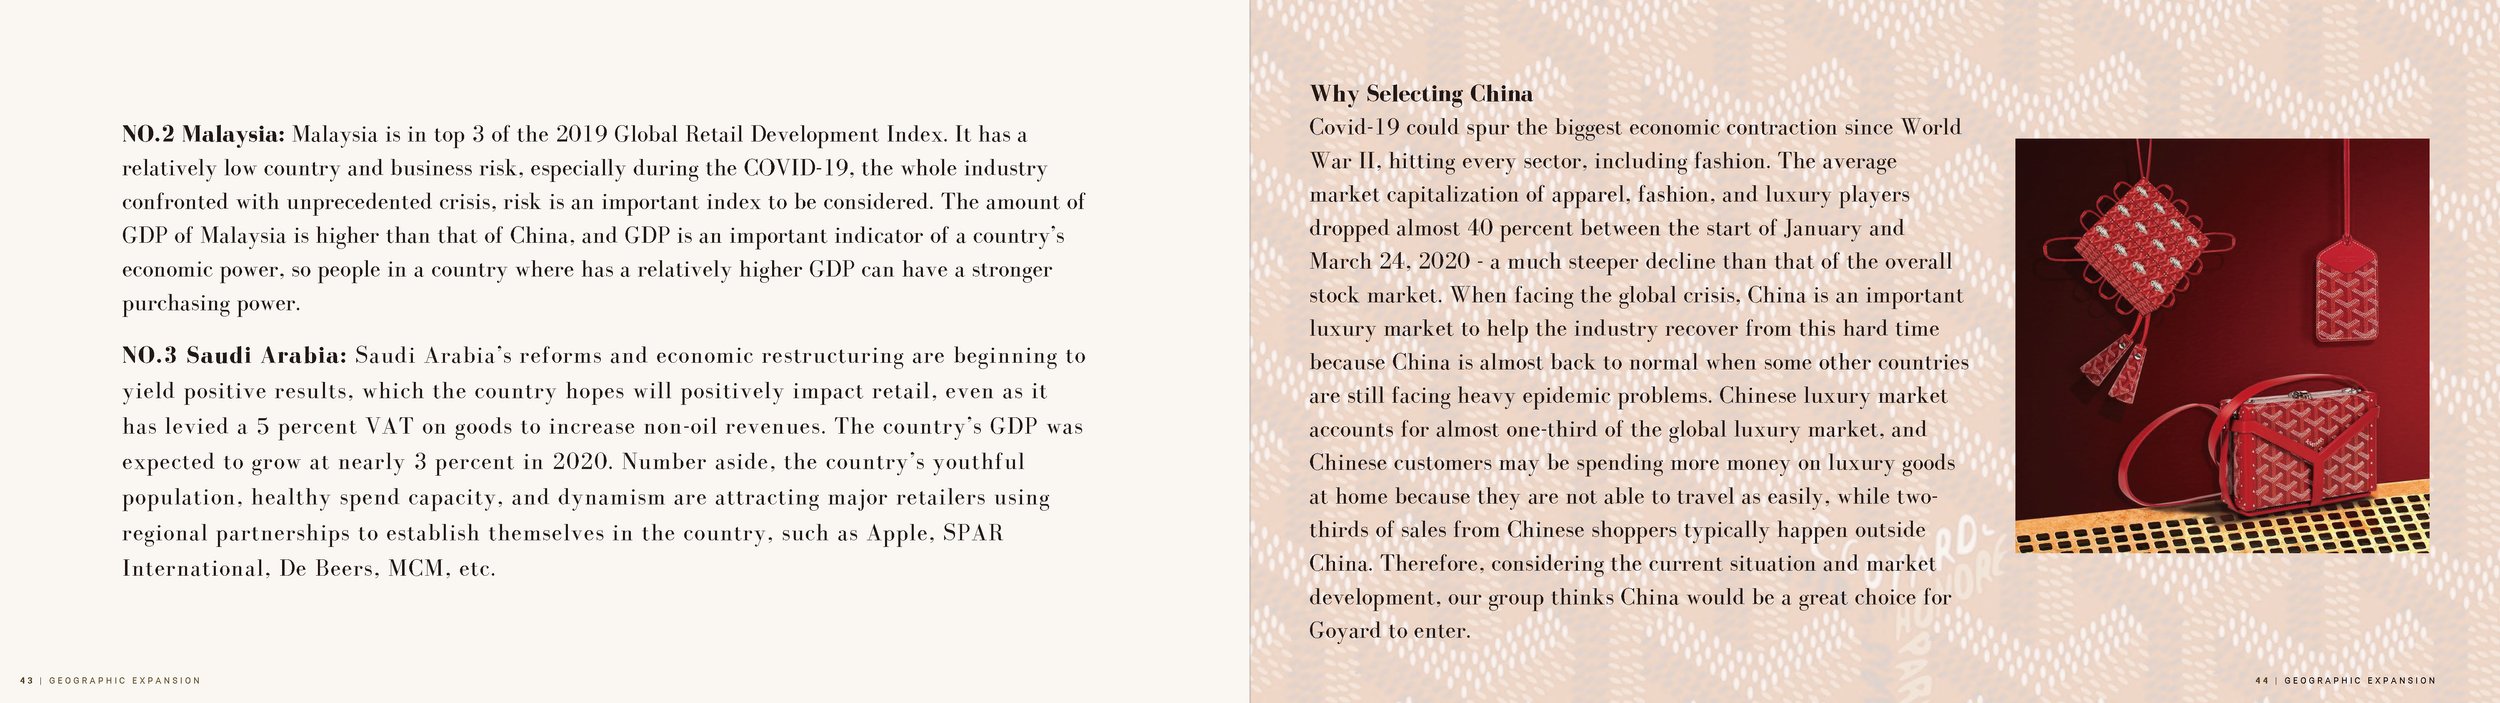 NO.2 Malaysia: Malaysia is in top 3 of the 2019 Global Retail Development Index. It has a
relatively low country and business risk, especially during the COVID-19, the whole industry
confronted with unprecedented crisis, risk is an important index to be considered. The amount of
GDP of Malaysia is higher than that of China, and GDP is an important indicator of a country's
economic power, so people in a country where has a relatively higher GDP can have a stronger
purchasing power.
NO.3 Saudi Arabia: Saudi Arabia's reforms and economic restructuring are beginning to
yield positive results, which the country hopes will positively impact retail, even as it
has levied a 5 percent VAT on goods to increase non-oil revenues. The country's GDP was
expected to grow at nearly 3 percent in 2020. Number aside, the country's youthful
population, healthy spend capacity, and dynamism are attracting major retailers using
regional partnerships to establish themselves in the country, such as Apple, SPAR
International, De Beers, MCM, etc.
43 | GEOGRAPHIC EXPANSION
Why Selecting China
Covid-19 could spur the biggest economic contraction since World
War II, hitting every sector, including fashion. The average
market capitalization of apparel, fashion, and luxury players
dropped almost 40 percent between the start of January and
March 24, 2020 - a much steeper decline than that of the overall
stock market. When facing the global crisis, China is an important
luxury market to help the industry recover from this hard time
because China is almost back to normal when some other countries
are still facing heavy epidemic problems. Chinese luxury market
accounts for almost one-third of the global luxury market, and
Chinese customers may be spending more money on luxury goods
at home because they are not able to travel as easily, while two-
thirds of sales from Chinese shoppers typically happen outside
China. Therefore, considering the current situation and market
development, our group thinks China would be a great choice for
Goyard to enter.
44 | GEOGRAPHIC EXPANSION